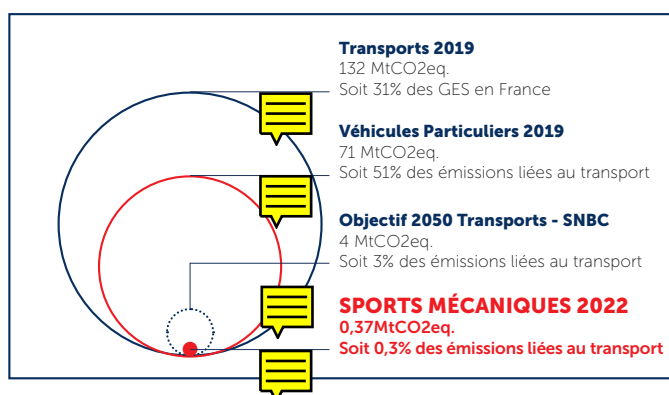 Transports 2019
132 MtCO2eq.
Soit 31% des GES en France
Véhicules Particuliers 2019
71 MtCO2eq.
Soit 51% des émissions liées au transport
Objectif 2050 Transports - SNBC
4 MtCO2eq.
Soit 3% des émissions liées au transport
SPORTS MÉCANIQUES 2022
0,37MtCO2eq.
Soit 0,3% des émissions liées au transport